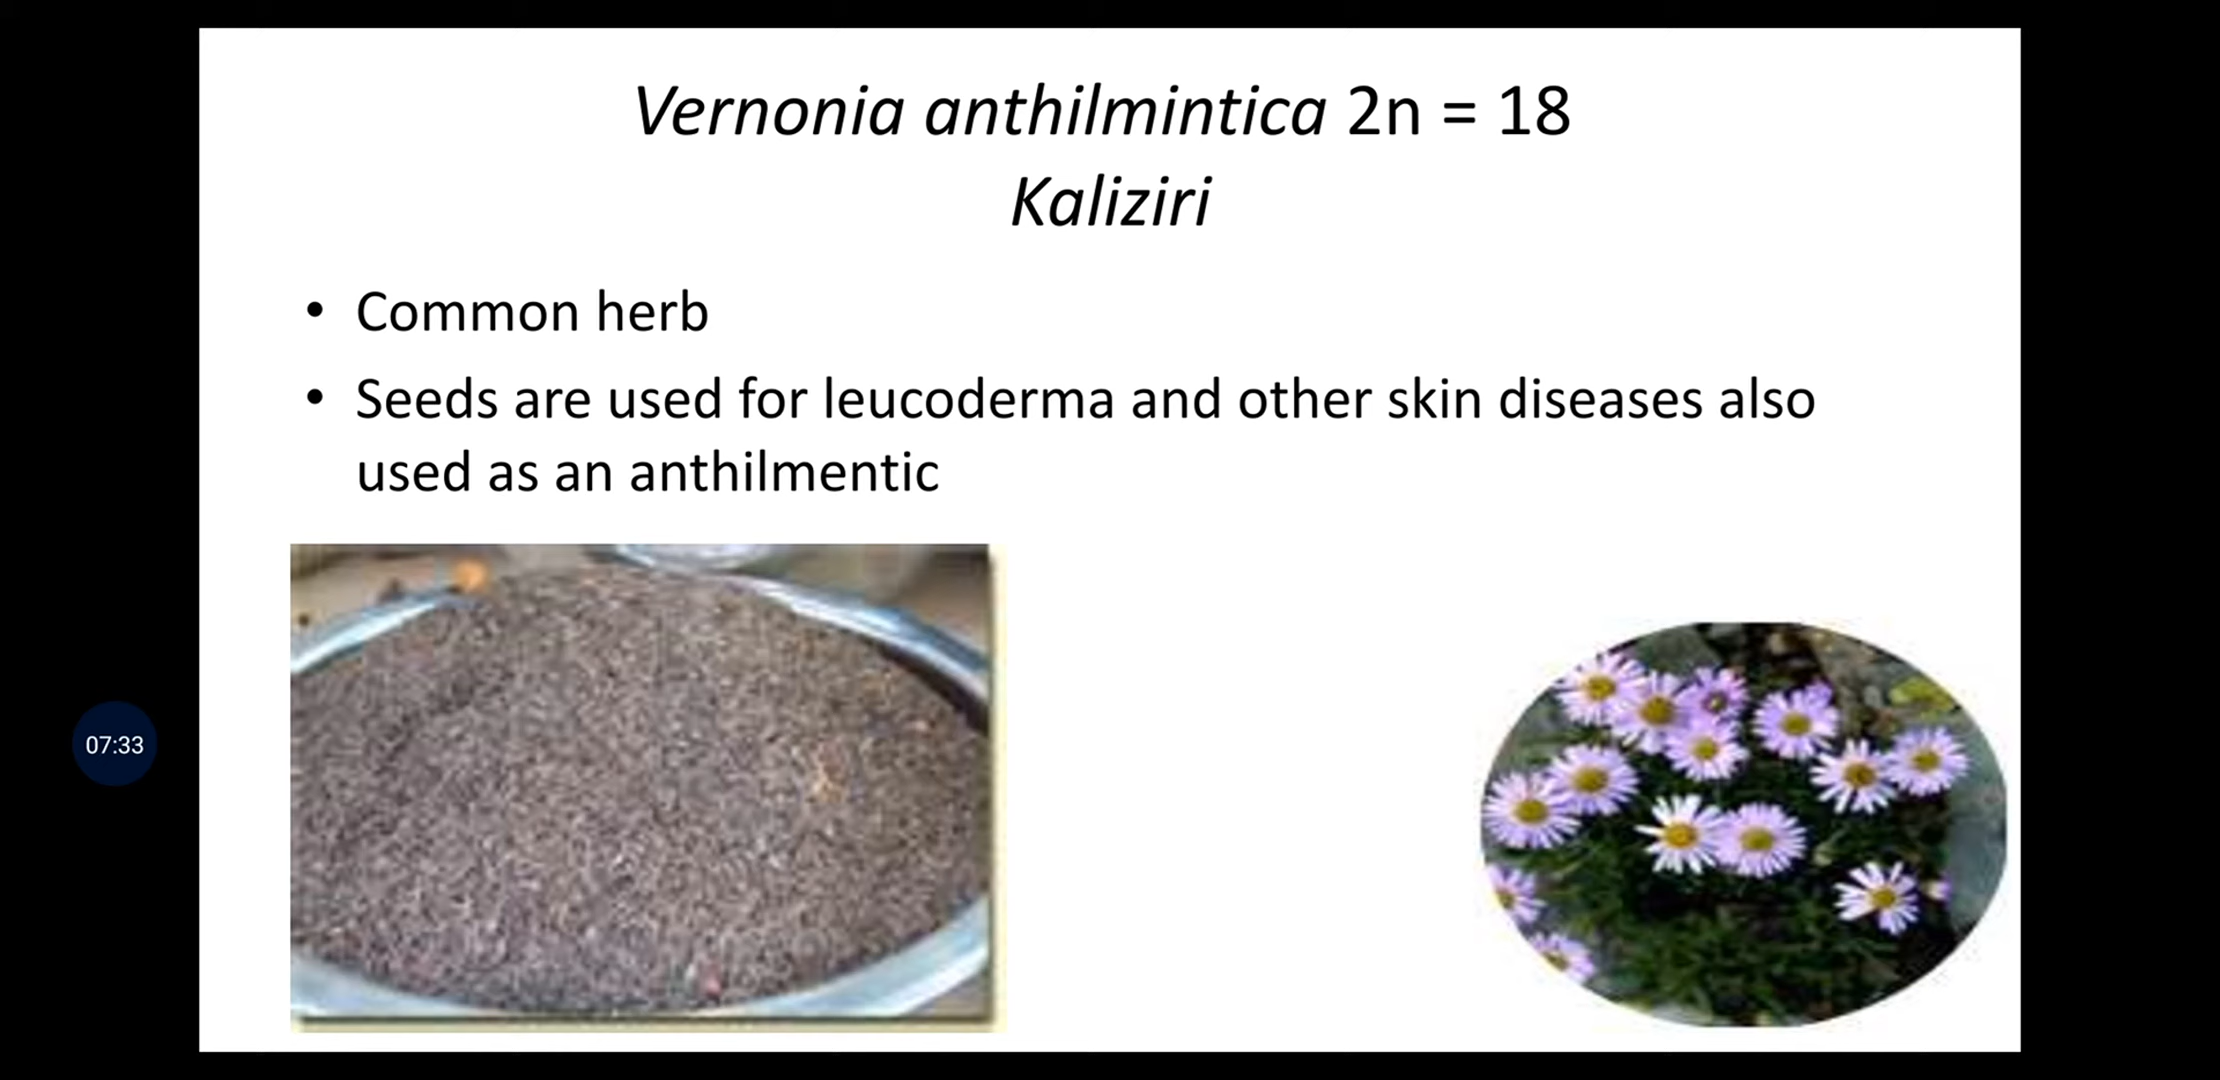 Vernonia anthilmintica 2n = 18
Kaliziri
• Common herb
• Seeds are used for leucoderma and other skin diseases also
used as an anthilmentic
07:33